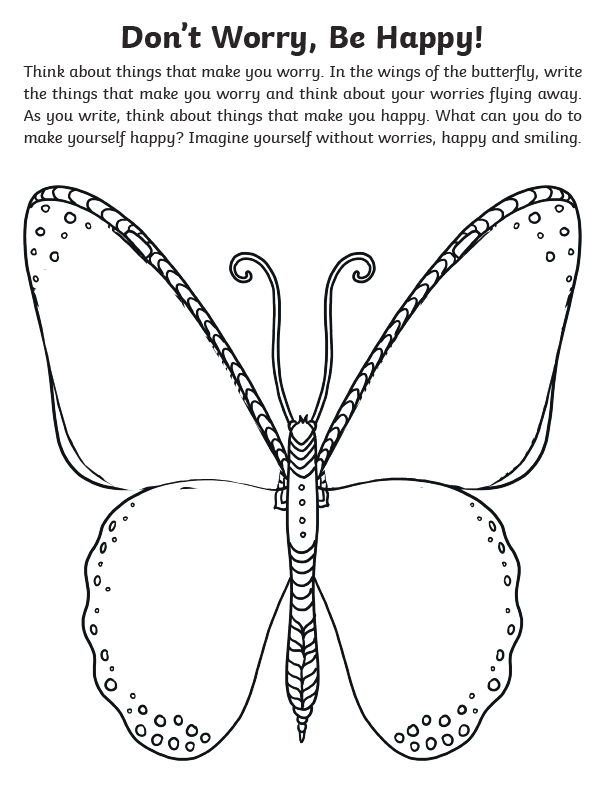 Don't Worry, Be Happy!
Think about things that make you worry. In the wings of the butterfly, write
the things that make you worry and think about your worries flying away.
As you write, think about things that make you happy. What can you do to
make yourself happy? Imagine yourself without worries, happy and smiling.